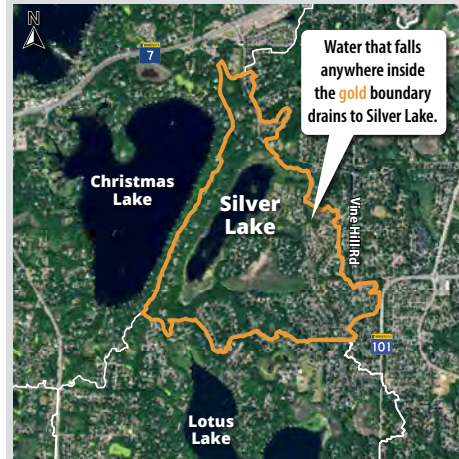 N
7
Water that falls
anywhere inside
the gold boundary
drains to Silver Lake.
Christmas
Lake
Silver
Lake
Vine Hill Rd
101
Lotus
Lake